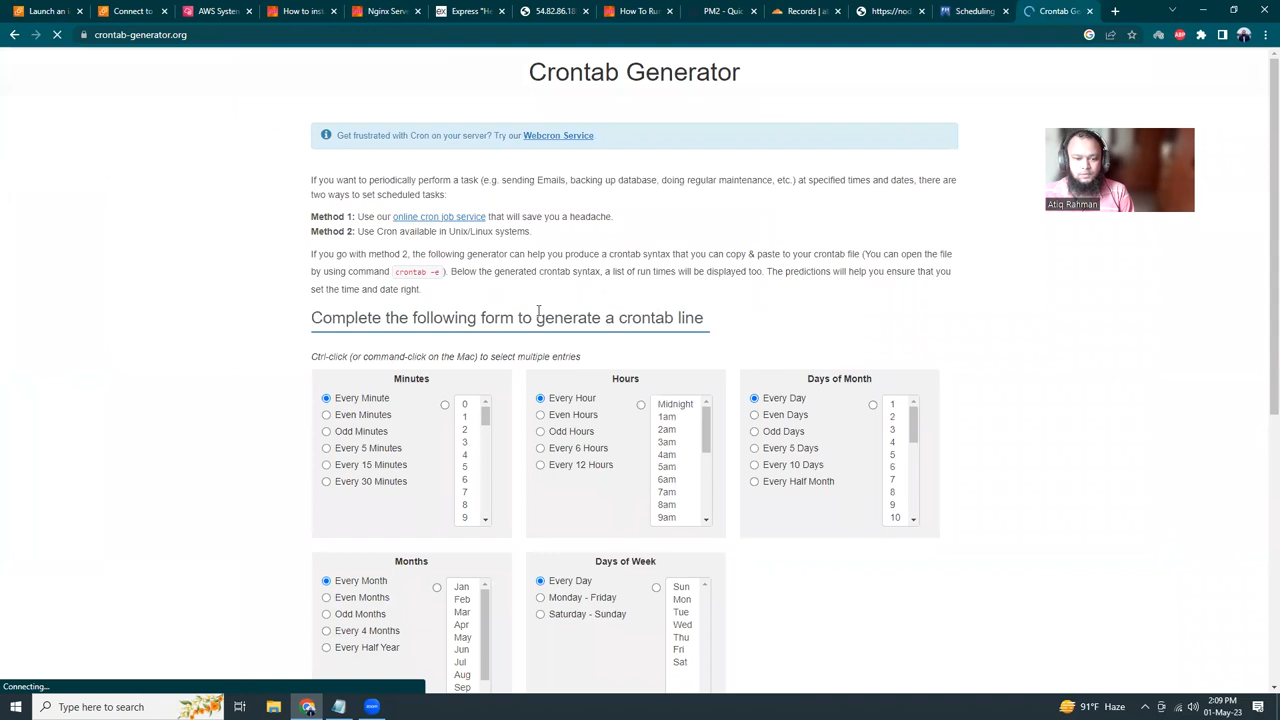 Launch an i
Connect to
AWS System
How to inst
Nginx Serve
Express "He
54.82.86.18
How To Run
PM2 - Quic
Records | a
https://nod
Scheduling
Crontab Ge
crontab-generator.org
Crontab Generator
Get frustrated with Cron on your server? Try our Webcron Service.
If you want to periodically perform a task (e.g. sending Emails, backing up database, doing regular maintenance, etc.) at specified times and dates, there are
two ways to set scheduled tasks:
Method 1: Use our online cron job service that will save you a headache.
Method 2: Use Cron available in Unix/Linux systems.
If you go with method 2, the following generator can help you produce a crontab syntax that you can copy & paste to your crontab file (You can open the file
by using command crontab -e ). Below the generated crontab syntax, a list of run times will be displayed too. The predictions will help you ensure that you
set the time and date right.
Complete the following form to generate a crontab line
Ctrl-click (or command-click on the Mac) to select multiple entries
Minutes
Every Minute
Even Minutes
Odd Minutes
Every 5 Minutes
Every 15 Minutes
Every 30 Minutes
0
1
2
3
4
5
6
7
8
9
Hours
Every Hour
Even Hours
Odd Hours
Every 6 Hours
Every 12 Hours
Midnight
1am
2am
3am
4am
5am
6am
7am
8am
9am
Days of Month
Every Day
Even Days
Odd Days
Every 5 Days
Every 10 Days
Every Half Month
1
2
3
4
5
6
7
8
9
10
Months
Every Month
Even Months
Odd Months
Every 4 Months
Every Half Year
Jan
Feb
Mar
Apr
May
Jun
Jul
Aug
Sep
Days of Week
Every Day
Monday - Friday
Saturday - Sunday
Sun
Mon
Tue
Wed
Thu
Fri
Sat
Atiq Rahman
Connecting...
Type here to search
91°F Haze
2:09 PM
01-May-23